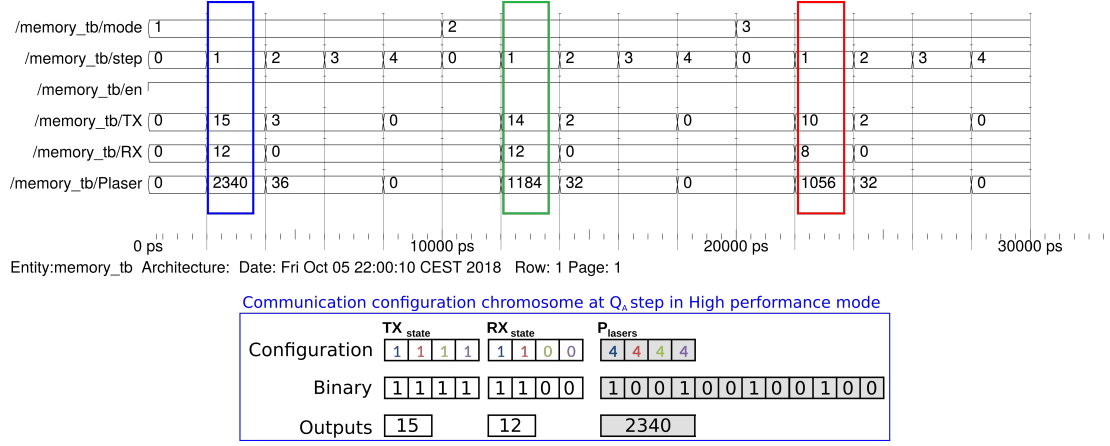 /memory_tb/mode 1 2 3
/memory_tb/step 0 1 2 3 4 0 1 2 3 4 0 1 2 3 4
/memory_tb/en
/memory_tb/TX 0 15 3 0 14 2 0 10 2 0
/memory_tb/RX 0 12 0 12 0 8 0
/memory_tb/Plaser 0 2340 36 0 1184 32 0 1056 32 0
0 ps 10000 ps 20000 ps 30000 ps
Entity:memory_tb Architecture: Date: Fri Oct 05 22:00:10 CEST 2018 Row: 1 Page: 1
Communication configuration chromosome at QA step in High performance mode
TX state RX state Plasers
Configuration 1 1 1 1 1 1 0 0 4 4 4 4
Binary 1 1 1 1 1 1 0 0 1 0 0 1 0 0 1 0 0 1 0 0
Outputs 15 12 2340